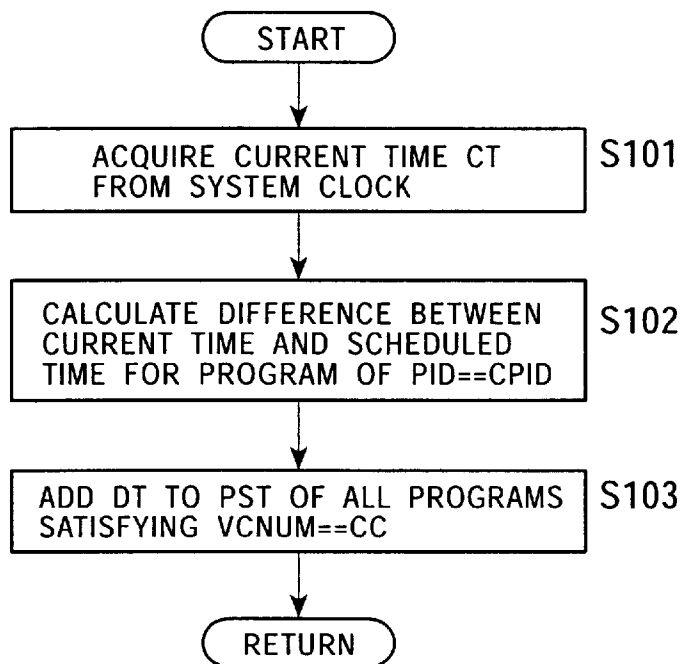 START
ACQUIRE CURRENT TIME CT
FROM SYSTEM CLOCK
S101
CALCULATE DIFFERENCE BETWEEN
CURRENT TIME AND SCHEDULED
TIME FOR PROGRAM OF PID==CPID
S102
ADD DT TO PST OF ALL PROGRAMS
SATISFYING VCNUM==CC
S103
RETURN